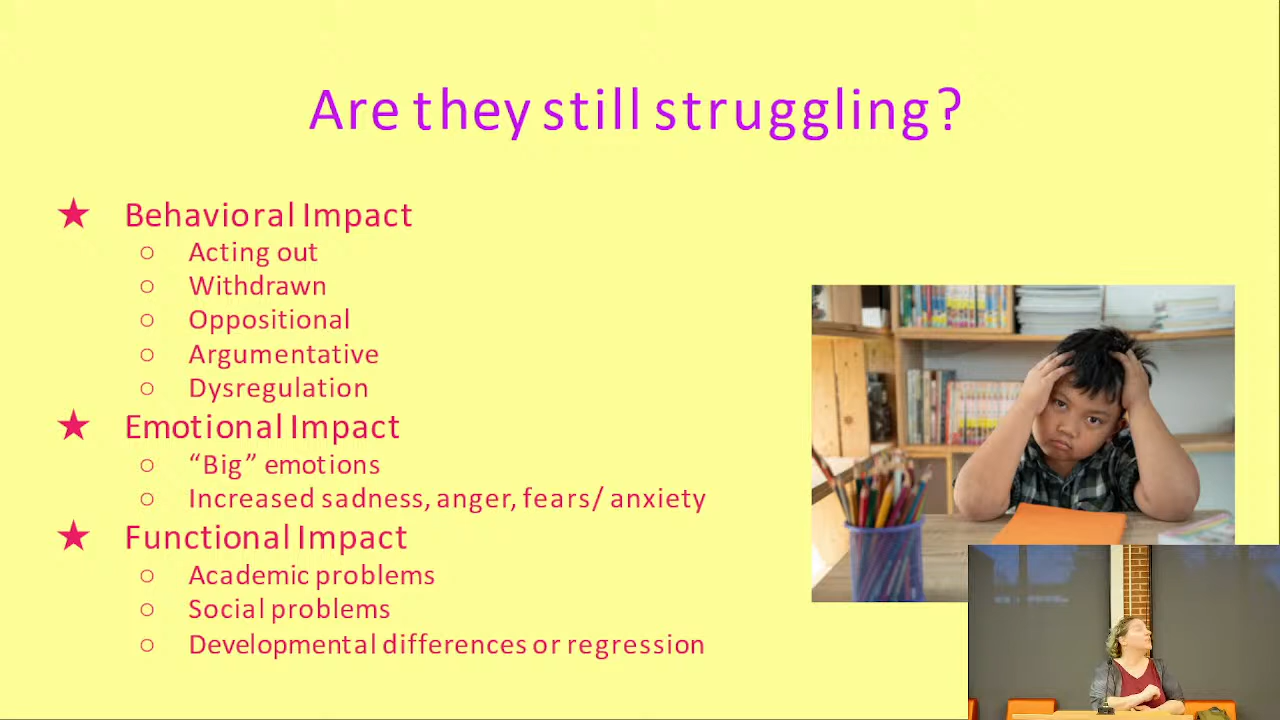 Are they still struggling?
★ Behavioral Impact
○ Acting out
○ Withdrawn
○ Oppositional
○ Argumentative
○ Dysregulation
★ Emotional Impact
○ “Big” emotions
○ Increased sadness, anger, fears/ anxiety
★ Functional Impact
○ Academic problems
○ Social problems
○ Developmental differences or regression